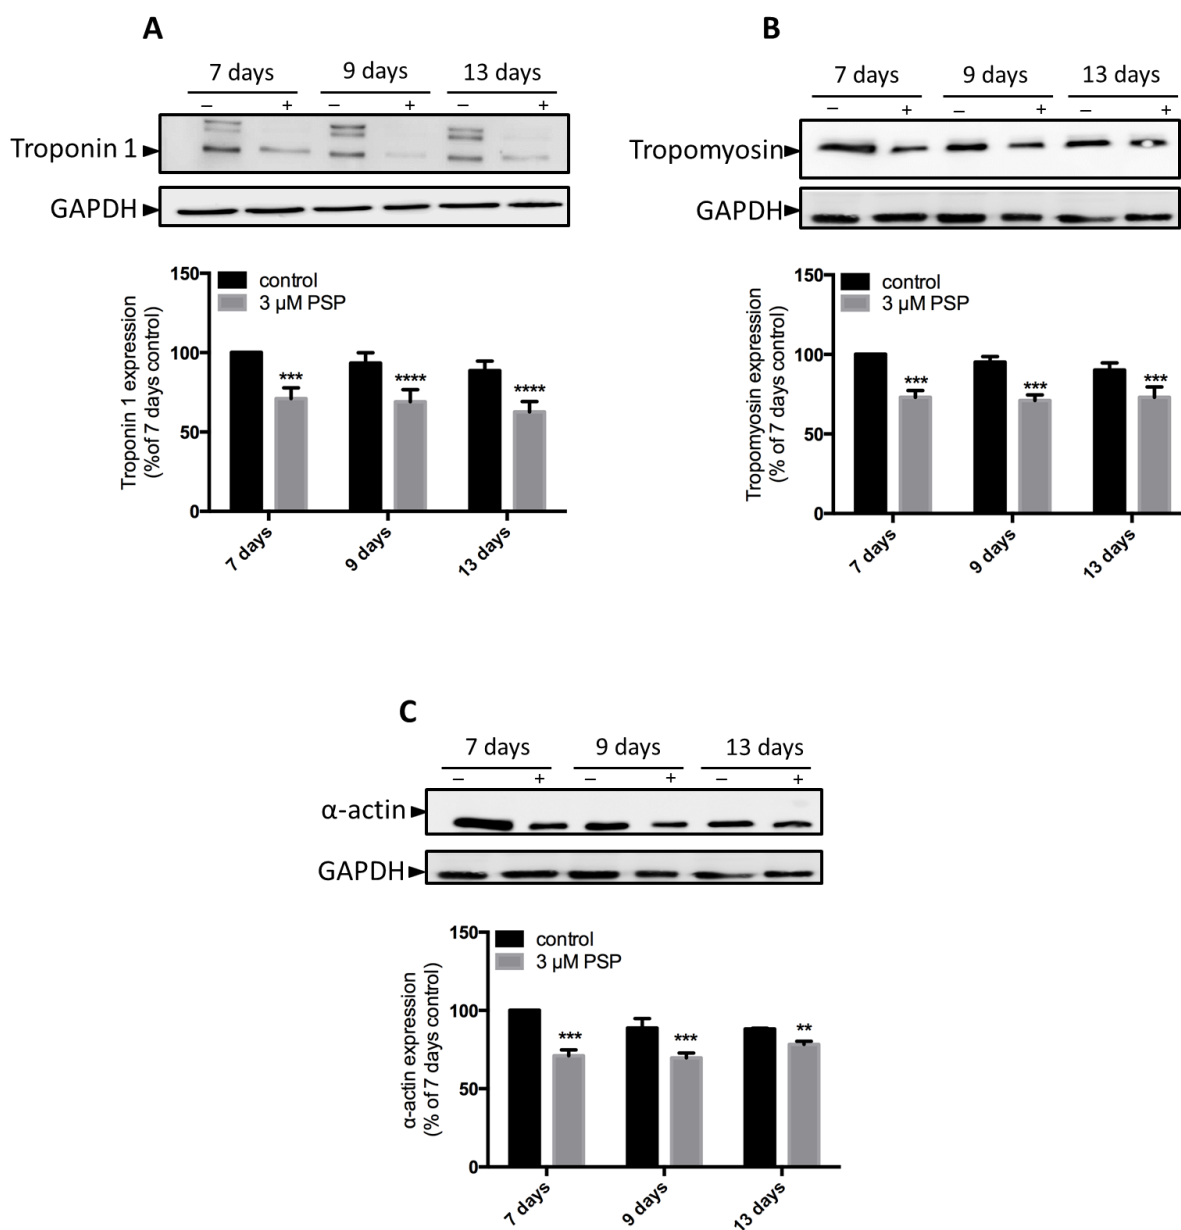 A
7 days 9 days 13 days
– + – + – +
Troponin 1
GAPDH
150
100
50
0
Troponin 1 expression
(%of 7 days control)
control
3 µM PSP
*** **** ****
7 days 9 days 13 days
B
7 days 9 days 13 days
– + – + – +
Tropomyosin
GAPDH
150
100
50
0
Tropomyosin expression
(% of 7 days control)
control
3 µM PSP
*** *** ***
7 days 9 days 13 days
C
7 days 9 days 13 days
– + – + – +
α-actin
GAPDH
150
100
50
0
α-actin expression
(% of 7 days control)
control
3 µM PSP
*** *** **
7 days 9 days 13 days